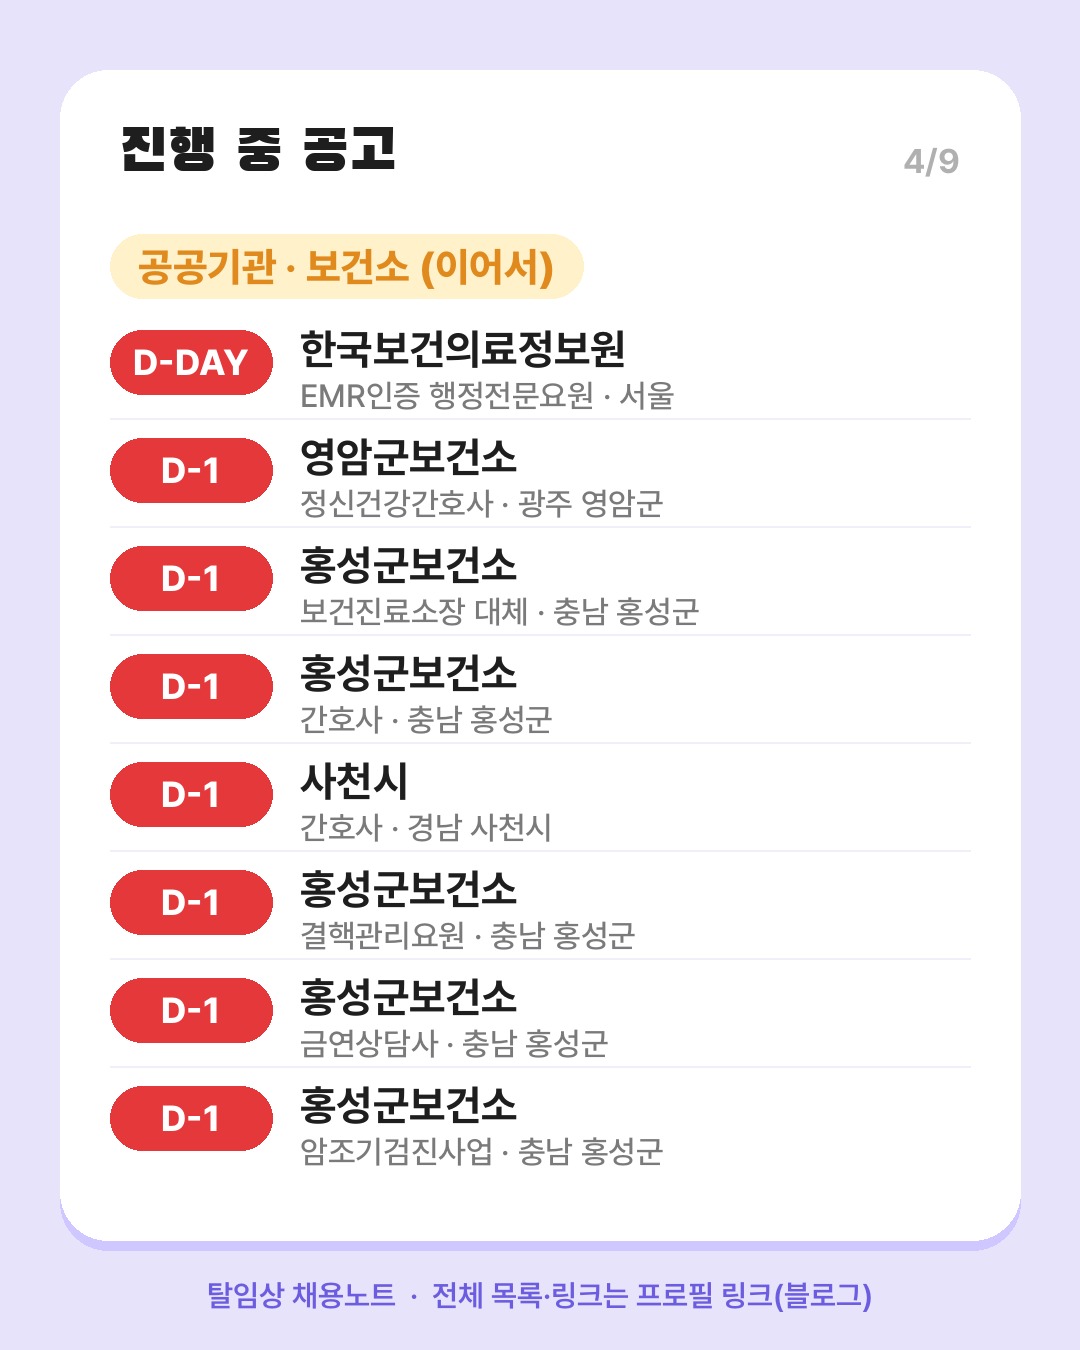 진행 중 공고
4/9
공공기관 · 보건소 (이어서)
D-DAY
한국보건의료정보원
EMR인증 행정전문요원 · 서울
D-1
영암군보건소
정신건강간호사 · 광주 영암군
D-1
홍성군보건소
보건진료소장 대체 · 충남 홍성군
D-1
홍성군보건소
간호사 · 충남 홍성군
D-1
사천시
간호사 · 경남 사천시
D-1
홍성군보건소
결핵관리요원 · 충남 홍성군
D-1
홍성군보건소
금연상담사 · 충남 홍성군
D-1
홍성군보건소
암조기검진사업 · 충남 홍성군
탈임상 채용노트 · 전체 목록·링크는 프로필 링크(블로그)